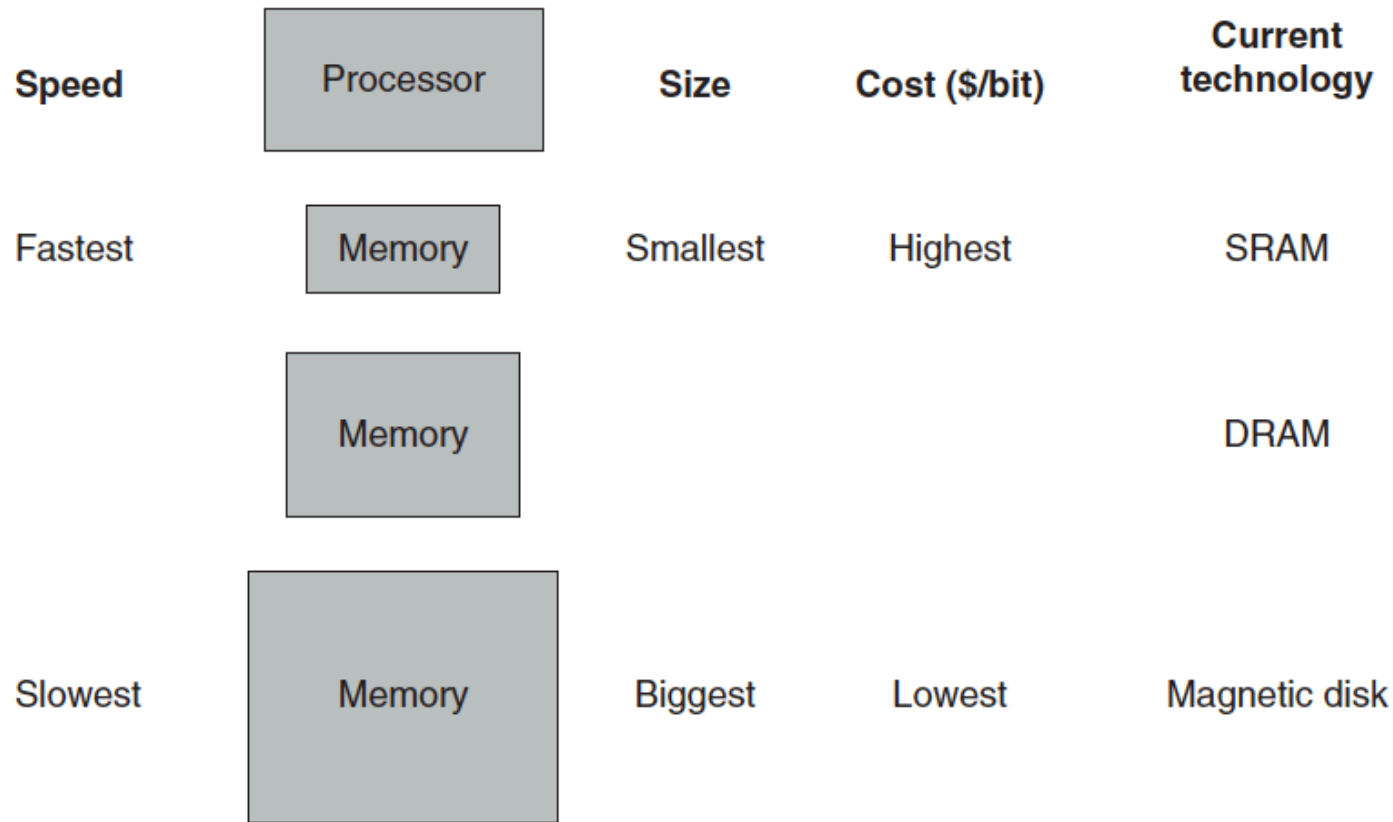 Speed Processor Size Cost ($/bit) Current
technology
Fastest Memory Smallest Highest SRAM
Memory DRAM
Slowest Memory Biggest Lowest Magnetic disk